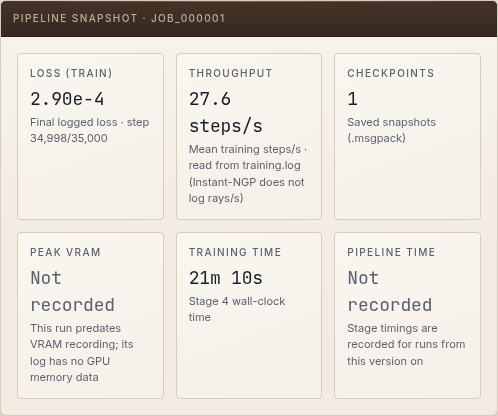 PIPELINE SNAPSHOT · JOB_000001
LOSS (TRAIN)
2.90e-4
Final logged loss · step
34,998/35,000
THROUGHPUT
27.6
steps/s
Mean training steps/s ·
read from training.log
(Instant-NGP does not
log rays/s)
CHECKPOINTS
1
Saved snapshots
(.msgpack)
PEAK VRAM
Not
recorded
This run predates
VRAM recording; its
log has no GPU
memory data
TRAINING TIME
21m 10s
Stage 4 wall-clock
time
PIPELINE TIME
Not
recorded
Stage timings are
recorded for runs from
this version on